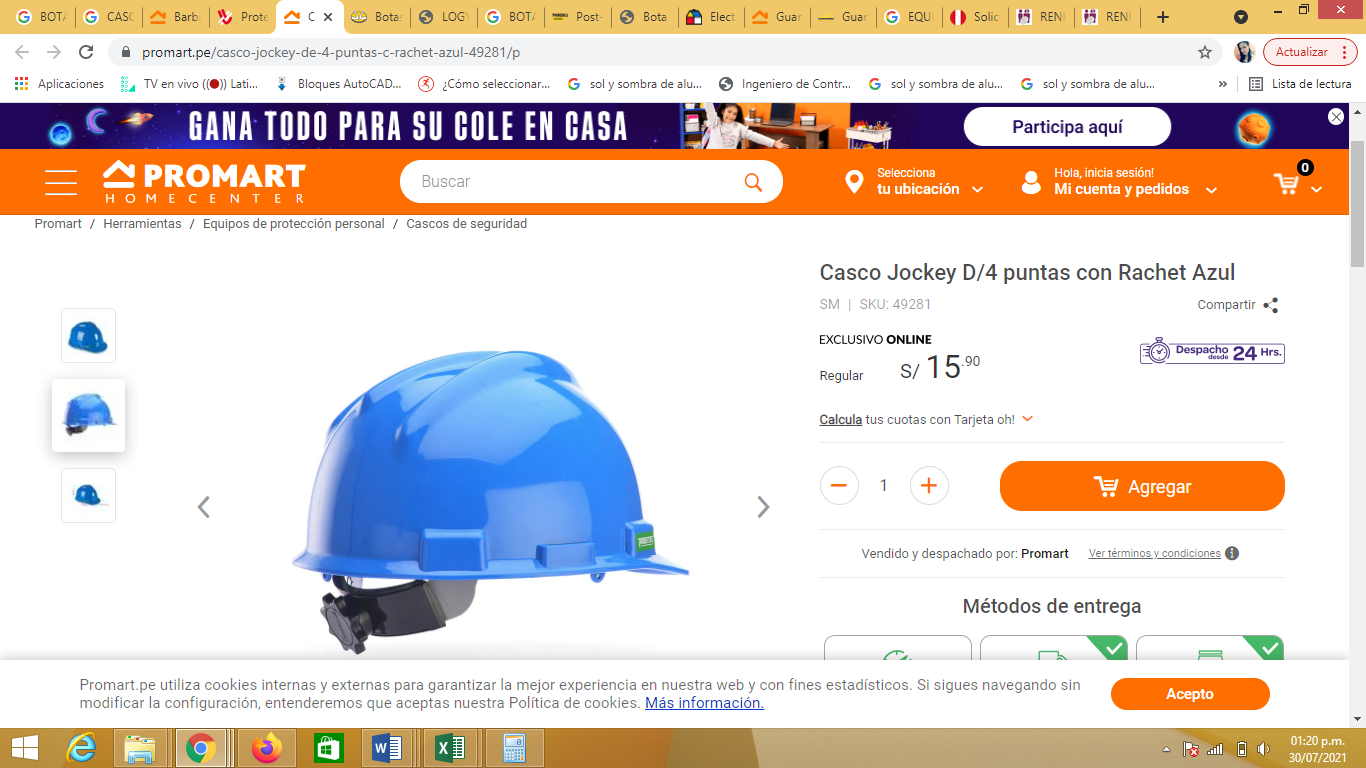 BOTA
CASC
Barbi
Prote
C
Botas
LOGY
BOTA
Post-
Bota
Elect
Guan
Guan
EQUI
Solic
RENI
RENI
promart.pe/casco-jockey-de-4-puntas-c-rachet-azul-49281/p
Actualizar
Aplicaciones
TV en vivo ((●)) Lati...
Bloques AutoCAD...
¿Cómo seleccionar...
sol y sombra de alu...
Ingeniero de Contr...
sol y sombra de alu...
sol y sombra de alu...
»
Lista de lectura
GANA TODO PARA SU COLE EN CASA
Participa aquí
PROMART
HOMECENTER
Buscar
Selecciona
tu ubicación
Hola, inicia sesión!
Mi cuenta y pedidos
0
Promart / Herramientas / Equipos de protección personal / Cascos de seguridad
Casco Jockey D/4 puntas con Rachet Azul
SM | SKU: 49281
Compartir
EXCLUSIVO ONLINE
Despacho desde 24 Hrs.
Regular S/ 15.90
Calcula tus cuotas con Tarjeta oh!
1
Agregar
Vendido y despachado por: Promart
Ver términos y condiciones
Métodos de entrega
Promart.pe utiliza cookies internas y externas para garantizar la mejor experiencia en nuestra web y con fines estadísticos. Si sigues navegando sin
modificar la configuración, entenderemos que aceptas nuestra Política de cookies. Más información.
Acepto
01:20 p.m.
30/07/2021